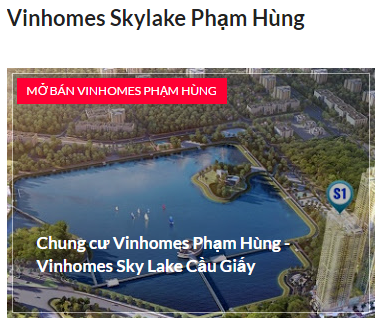 Vinhomes Skylake Phạm Hùng
MỞ BÁN VINHOMES PHẠM HÙNG
S1
Chung cư Vinhomes Phạm Hùng -
Vinhomes Sky Lake Cầu Giấy